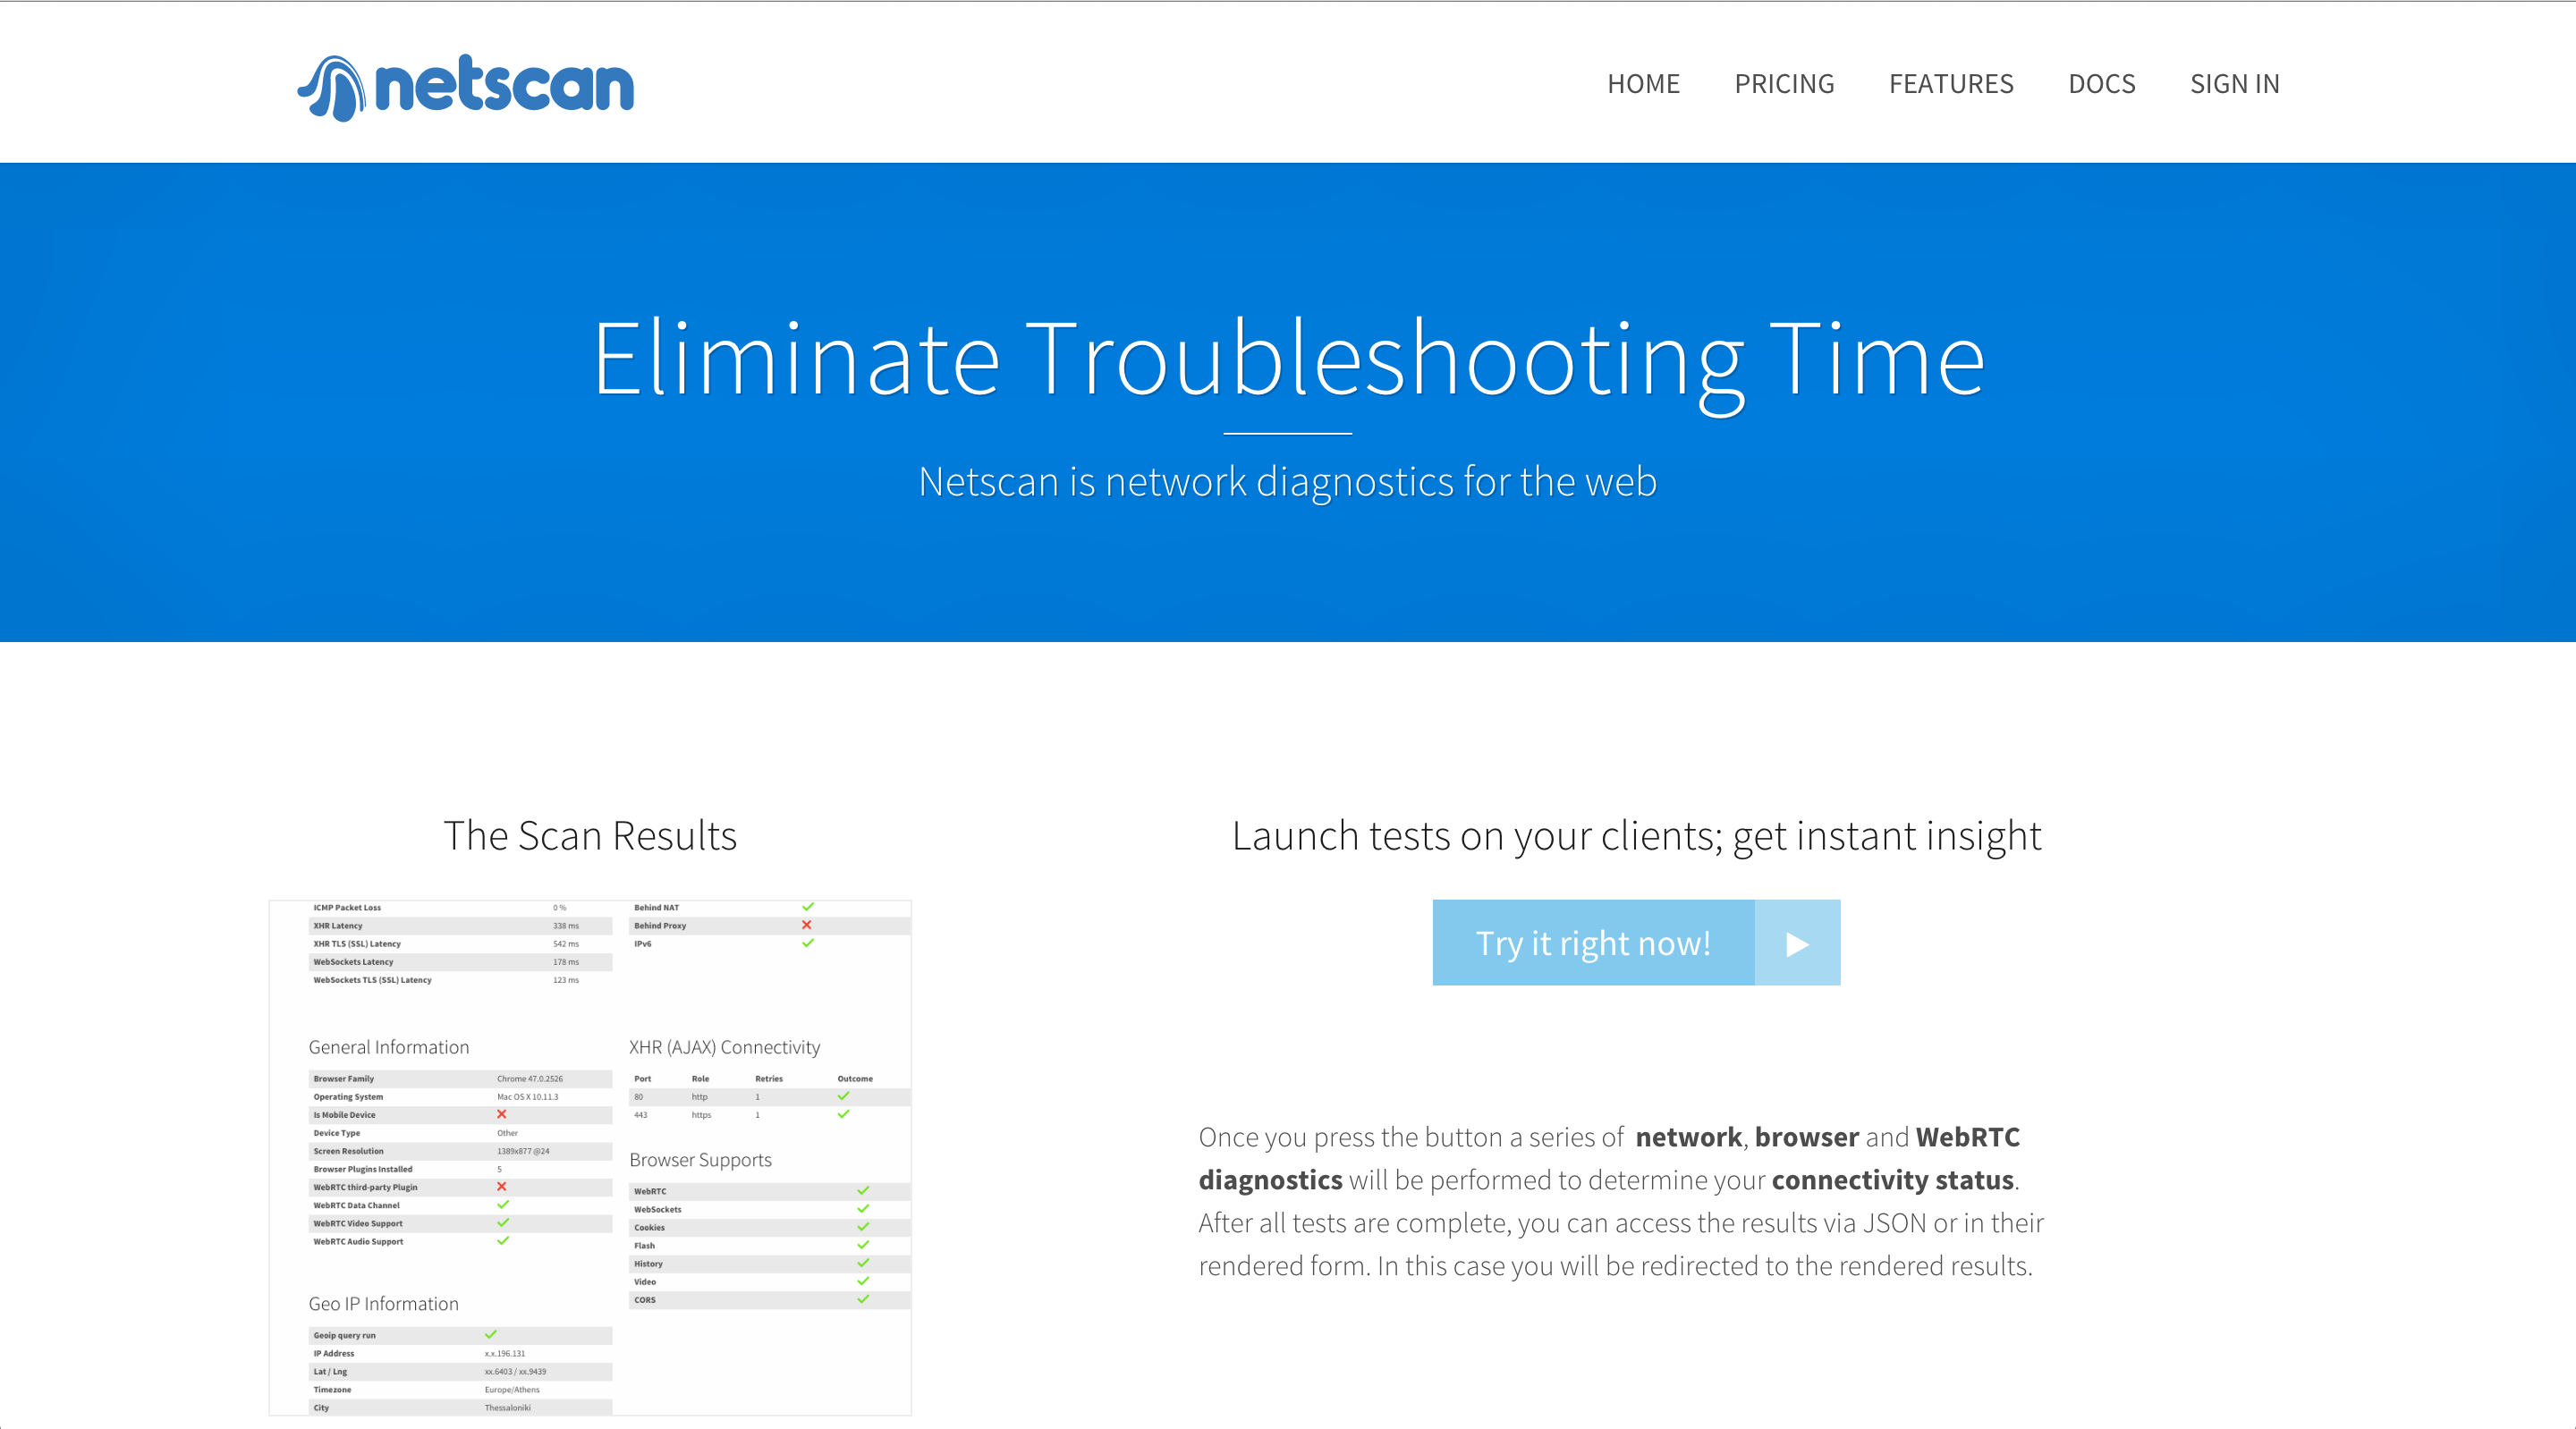 netscan
HOME PRICING FEATURES DOCS SIGN IN
Eliminate Troubleshooting Time
Netscan is network diagnostics for the web
The Scan Results
ICMP Packet Loss 0 %
XHR Latency 338 ms
XHR TLS (SSL) Latency 542 ms
WebSockets Latency 178 ms
WebSockets TLS (SSL) Latency 123 ms
Behind NAT
Behind Proxy
IPv6
General Information
Browser Family Chrome 47.0.2526
Operating System Mac OS X 10.11.3
Is Mobile Device
Device Type Other
Screen Resolution 1389x877 @24
Browser Plugins Installed 5
WebRTC third-party Plugin
WebRTC Data Channel
WebRTC Video Support
WebRTC Audio Support
Geo IP Information
Geoip query run
IP Address x.x.196.131
Lat / Lng xx.6403 / xx.9439
Timezone Europe/Athens
City Thessaloniki
XHR (AJAX) Connectivity
Port Role Retries Outcome
80 http 1
443 https 1
Browser Supports
WebRTC
WebSockets
Cookies
Flash
History
Video
CORS
Launch tests on your clients; get instant insight
Try it right now!
Once you press the button a series of network, browser and WebRTC
diagnostics will be performed to determine your connectivity status.
After all tests are complete, you can access the results via JSON or in their
rendered form. In this case you will be redirected to the rendered results.